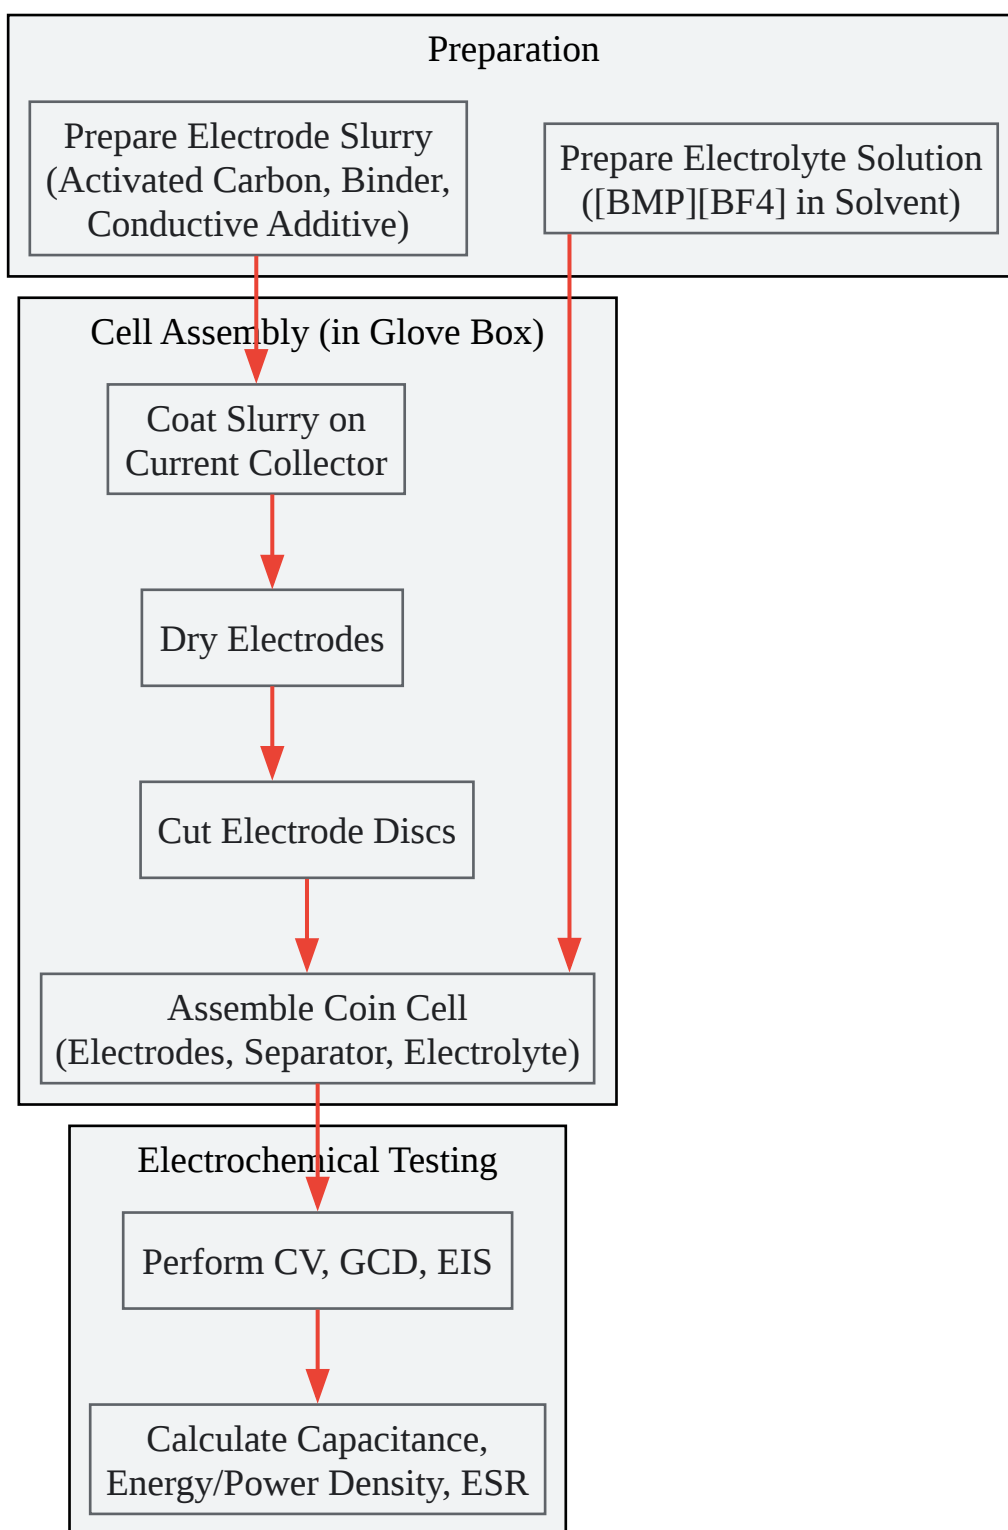 Preparation
Prepare Electrode Slurry
(Activated Carbon, Binder,
Conductive Additive)
Prepare Electrolyte Solution
([BMP][BF4] in Solvent)
Cell Assembly (in Glove Box)
Coat Slurry on
Current Collector
Dry Electrodes
Cut Electrode Discs
Assemble Coin Cell
(Electrodes, Separator, Electrolyte)
Electrochemical Testing
Perform CV, GCD, EIS
Calculate Capacitance,
Energy/Power Density, ESR